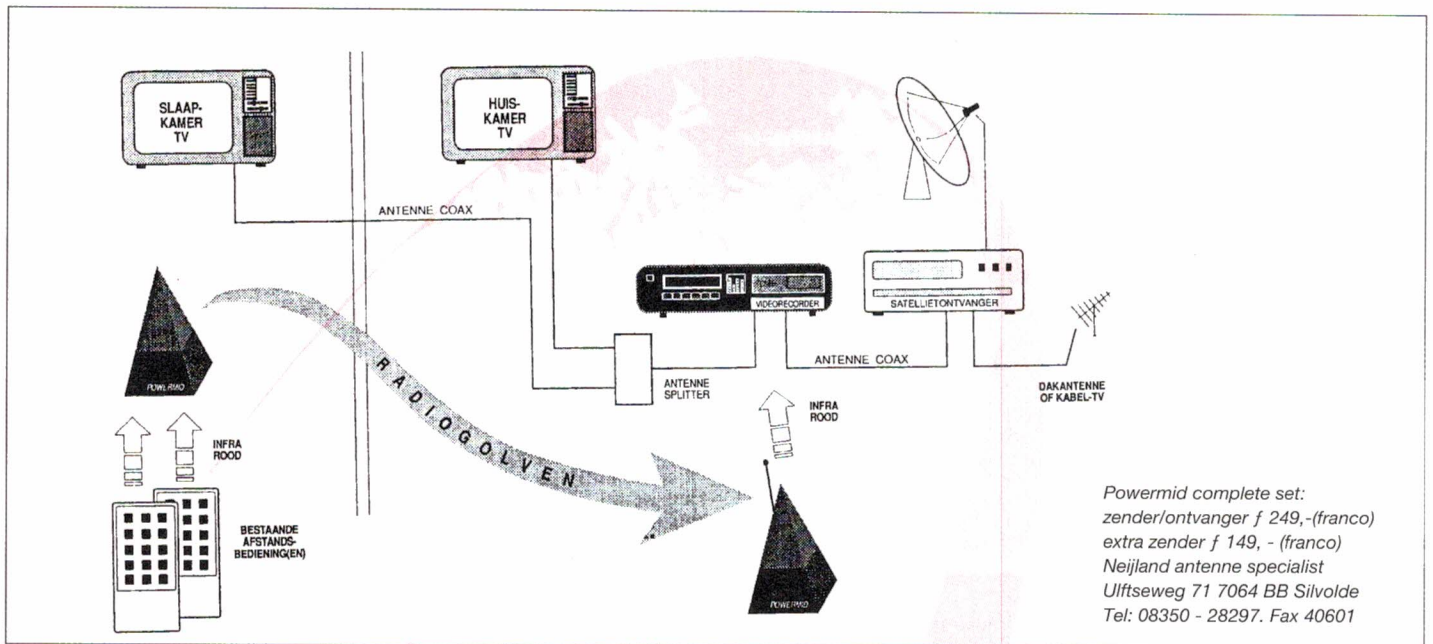 SLAAP-
KAMER
TV
HUIS-
KAMER
TV
ANTENNE COAX
VIDEORECORDER
SATELLIETONTVANGER
ANTENNE COAX
ANTENNE
SPLITTER
DAKANTENNE
OF KABEL-TV
POWERMID
INFRA
ROOD
RADIOGOLVEN
INFRA
ROOD
BESTAANDE
AFSTANDS-
BEDIENING(EN)
POWERMID
Powermid complete set:
zender/ontvanger ƒ 249,-(franco)
extra zender ƒ 149, - (franco)
Neijland antenne specialist
Ulftseweg 71 7064 BB Silvolde
Tel: 08350 - 28297. Fax 40601